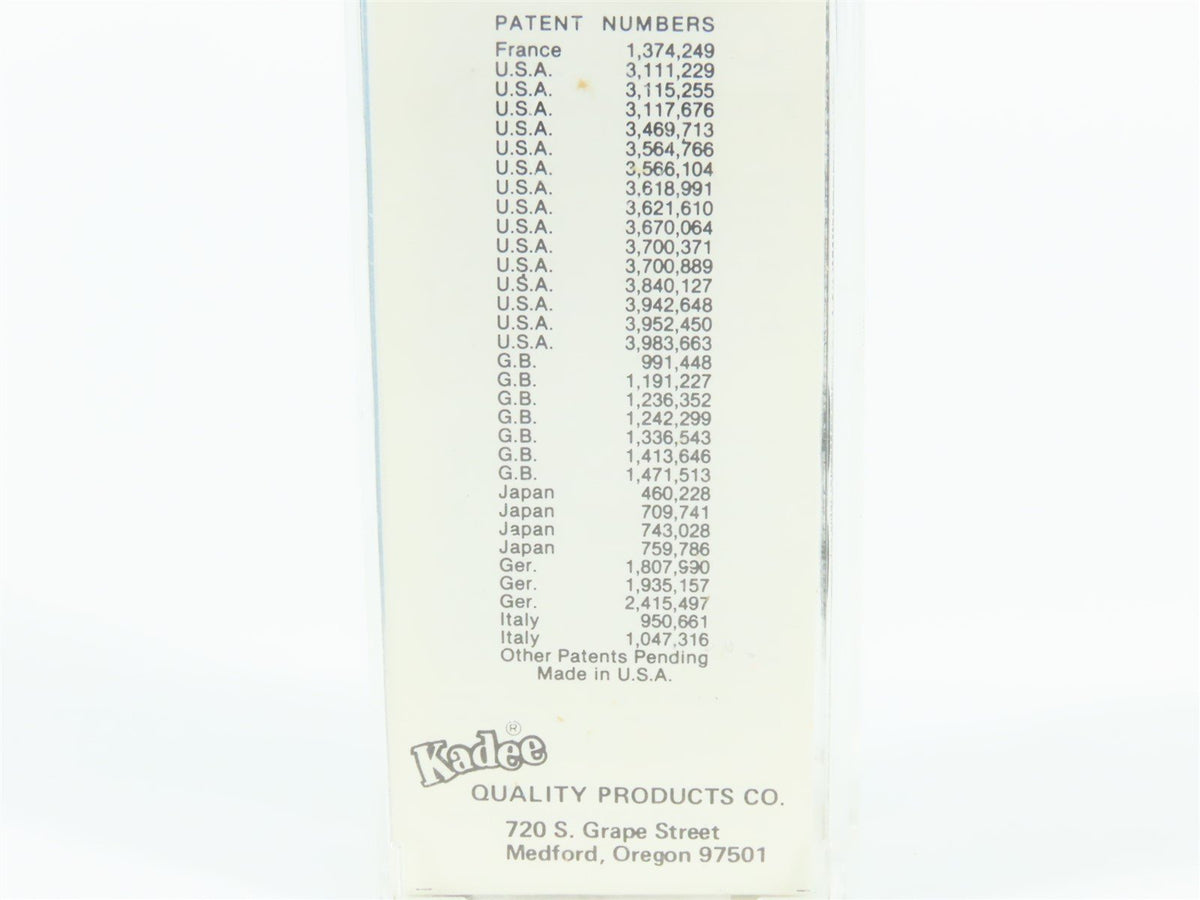 PATENT NUMBERS
France 1,374,249
U.S.A. 3,111,229
U.S.A. 3,115,255
U.S.A. 3,117,676
U.S.A. 3,469,713
U.S.A. 3,564,766
U.S.A. 3,566,104
U.S.A. 3,618,991
U.S.A. 3,621,610
U.S.A. 3,670,064
U.S.A. 3,700,371
U.S.A. 3,700,889
U.S.A. 3,840,127
U.S.A. 3,942,648
U.S.A. 3,952,450
U.S.A. 3,983,663
G.B. 991,448
G.B. 1,191,227
G.B. 1,236,352
G.B. 1,242,299
G.B. 1,336,543
G.B. 1,413,646
G.B. 1,471,513
Japan 460,228
Japan 709,741
Japan 743,028
Japan 759,786
Ger. 1,807,990
Ger. 1,935,157
Ger. 2,415,497
Italy 950,661
Italy 1,047,316
Other Patents Pending
Made in U.S.A.
Kadee ®
QUALITY PRODUCTS CO.
720 S. Grape Street
Medford, Oregon 97501